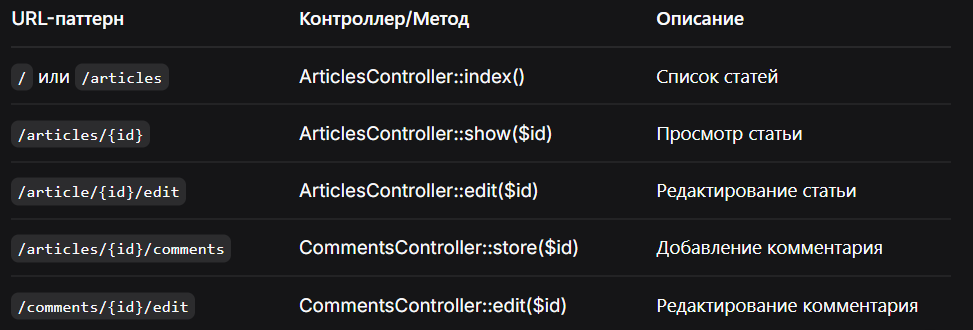 URL-паттерн Контроллер/Метод Описание
/ или /articles ArticlesController::index() Список статей
/articles/{id} ArticlesController::show($id) Просмотр статьи
/article/{id}/edit ArticlesController::edit($id) Редактирование статьи
/articles/{id}/comments CommentsController::store($id) Добавление комментария
/comments/{id}/edit CommentsController::edit($id) Редактирование комментария